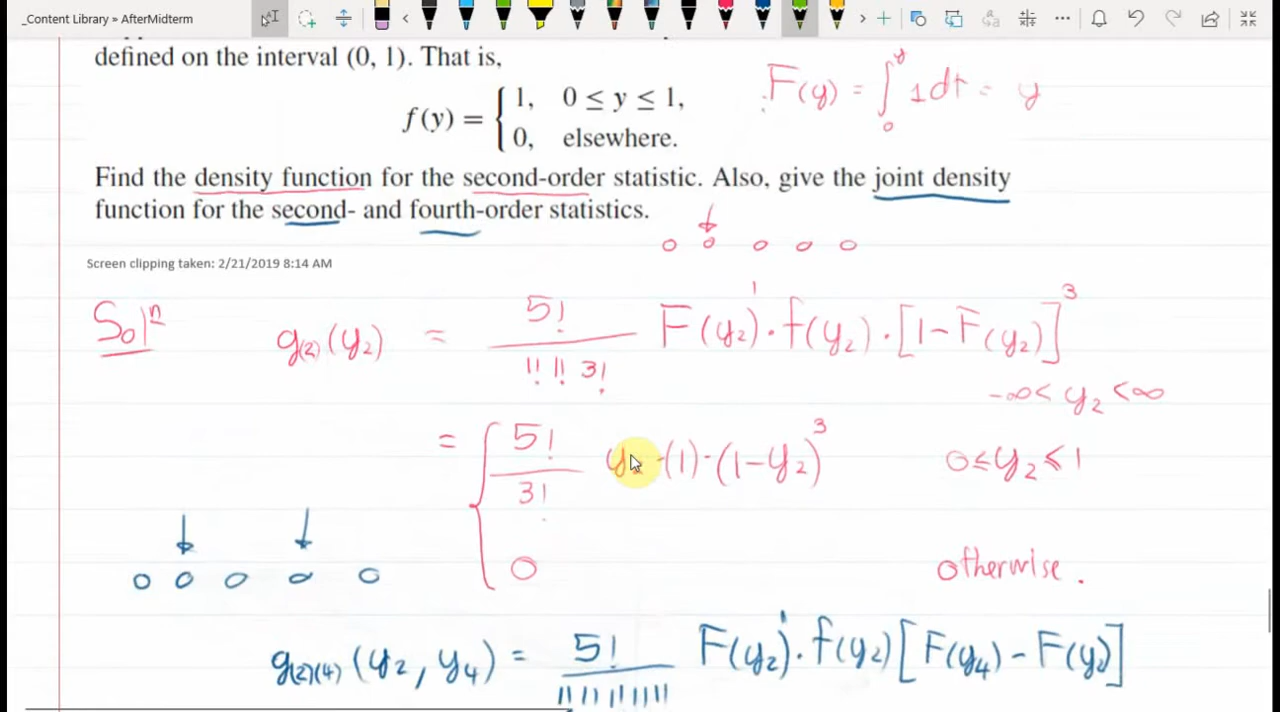 _Content Library » AfterMidterm
defined on the interval (0, 1). That is,
f(y) = { 1, 0 ≤ y ≤ 1,
0, elsewhere.
F(y) = ∫₀^y 1 dt = y
Find the density function for the second-order statistic. Also, give the joint density
function for the second- and fourth-order statistics.
Screen clipping taken: 2/21/2019 8:14 AM
Solⁿ
g(2)(y₂) = 5! / 1! 1! 3! F(y₂)¹ · f(y₂) · [1 − F(y₂)]³
−∞ < y₂ < ∞
= { 5! / 3! y₂ · (1) · (1 − y₂)³ 0 ≤ y₂ ≤ 1
0 otherwise.
g(2)(4)(y₂, y₄) = 5! / 1! 1! 1! 1! 1! F(y₂)¹ · f(y₂) [F(y₄) − F(y₂)]